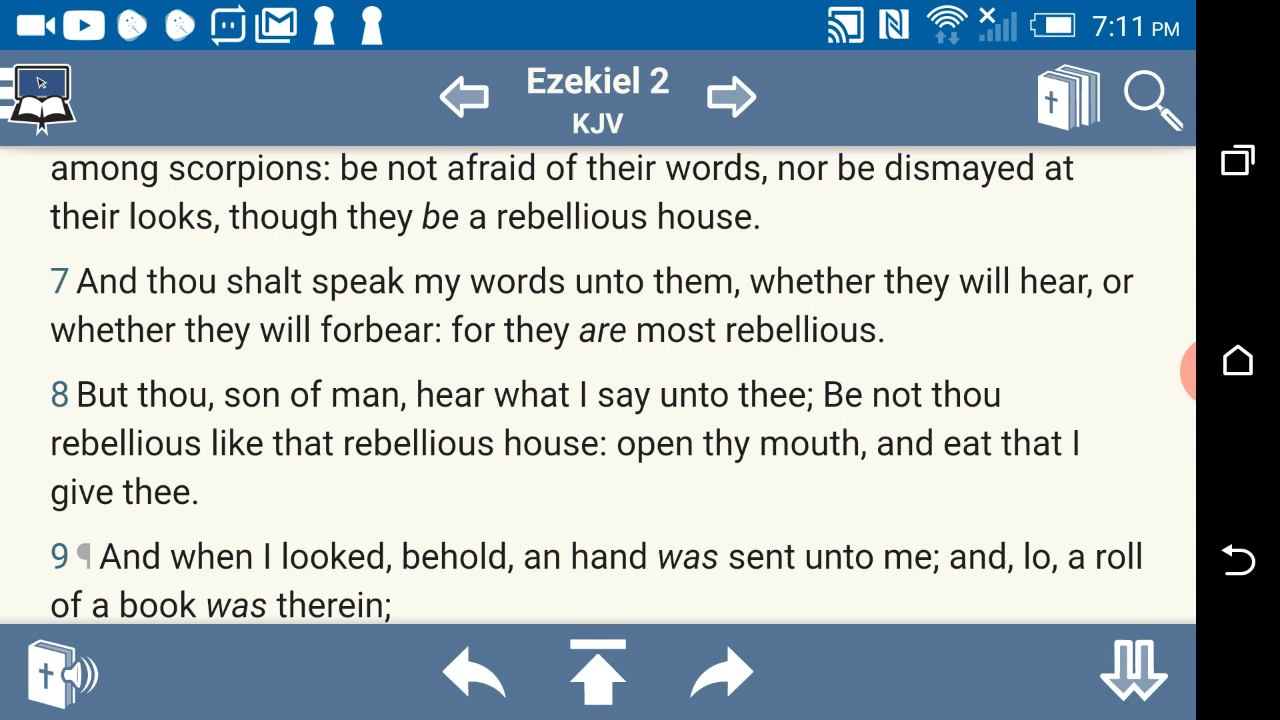 7:11 PM
Ezekiel 2
KJV
among scorpions: be not afraid of their words, nor be dismayed at
their looks, though they be a rebellious house.
7 And thou shalt speak my words unto them, whether they will hear, or
whether they will forbear: for they are most rebellious.
8 But thou, son of man, hear what I say unto thee; Be not thou
rebellious like that rebellious house: open thy mouth, and eat that I
give thee.
9 ¶ And when I looked, behold, an hand was sent unto me; and, lo, a roll
of a book was therein;